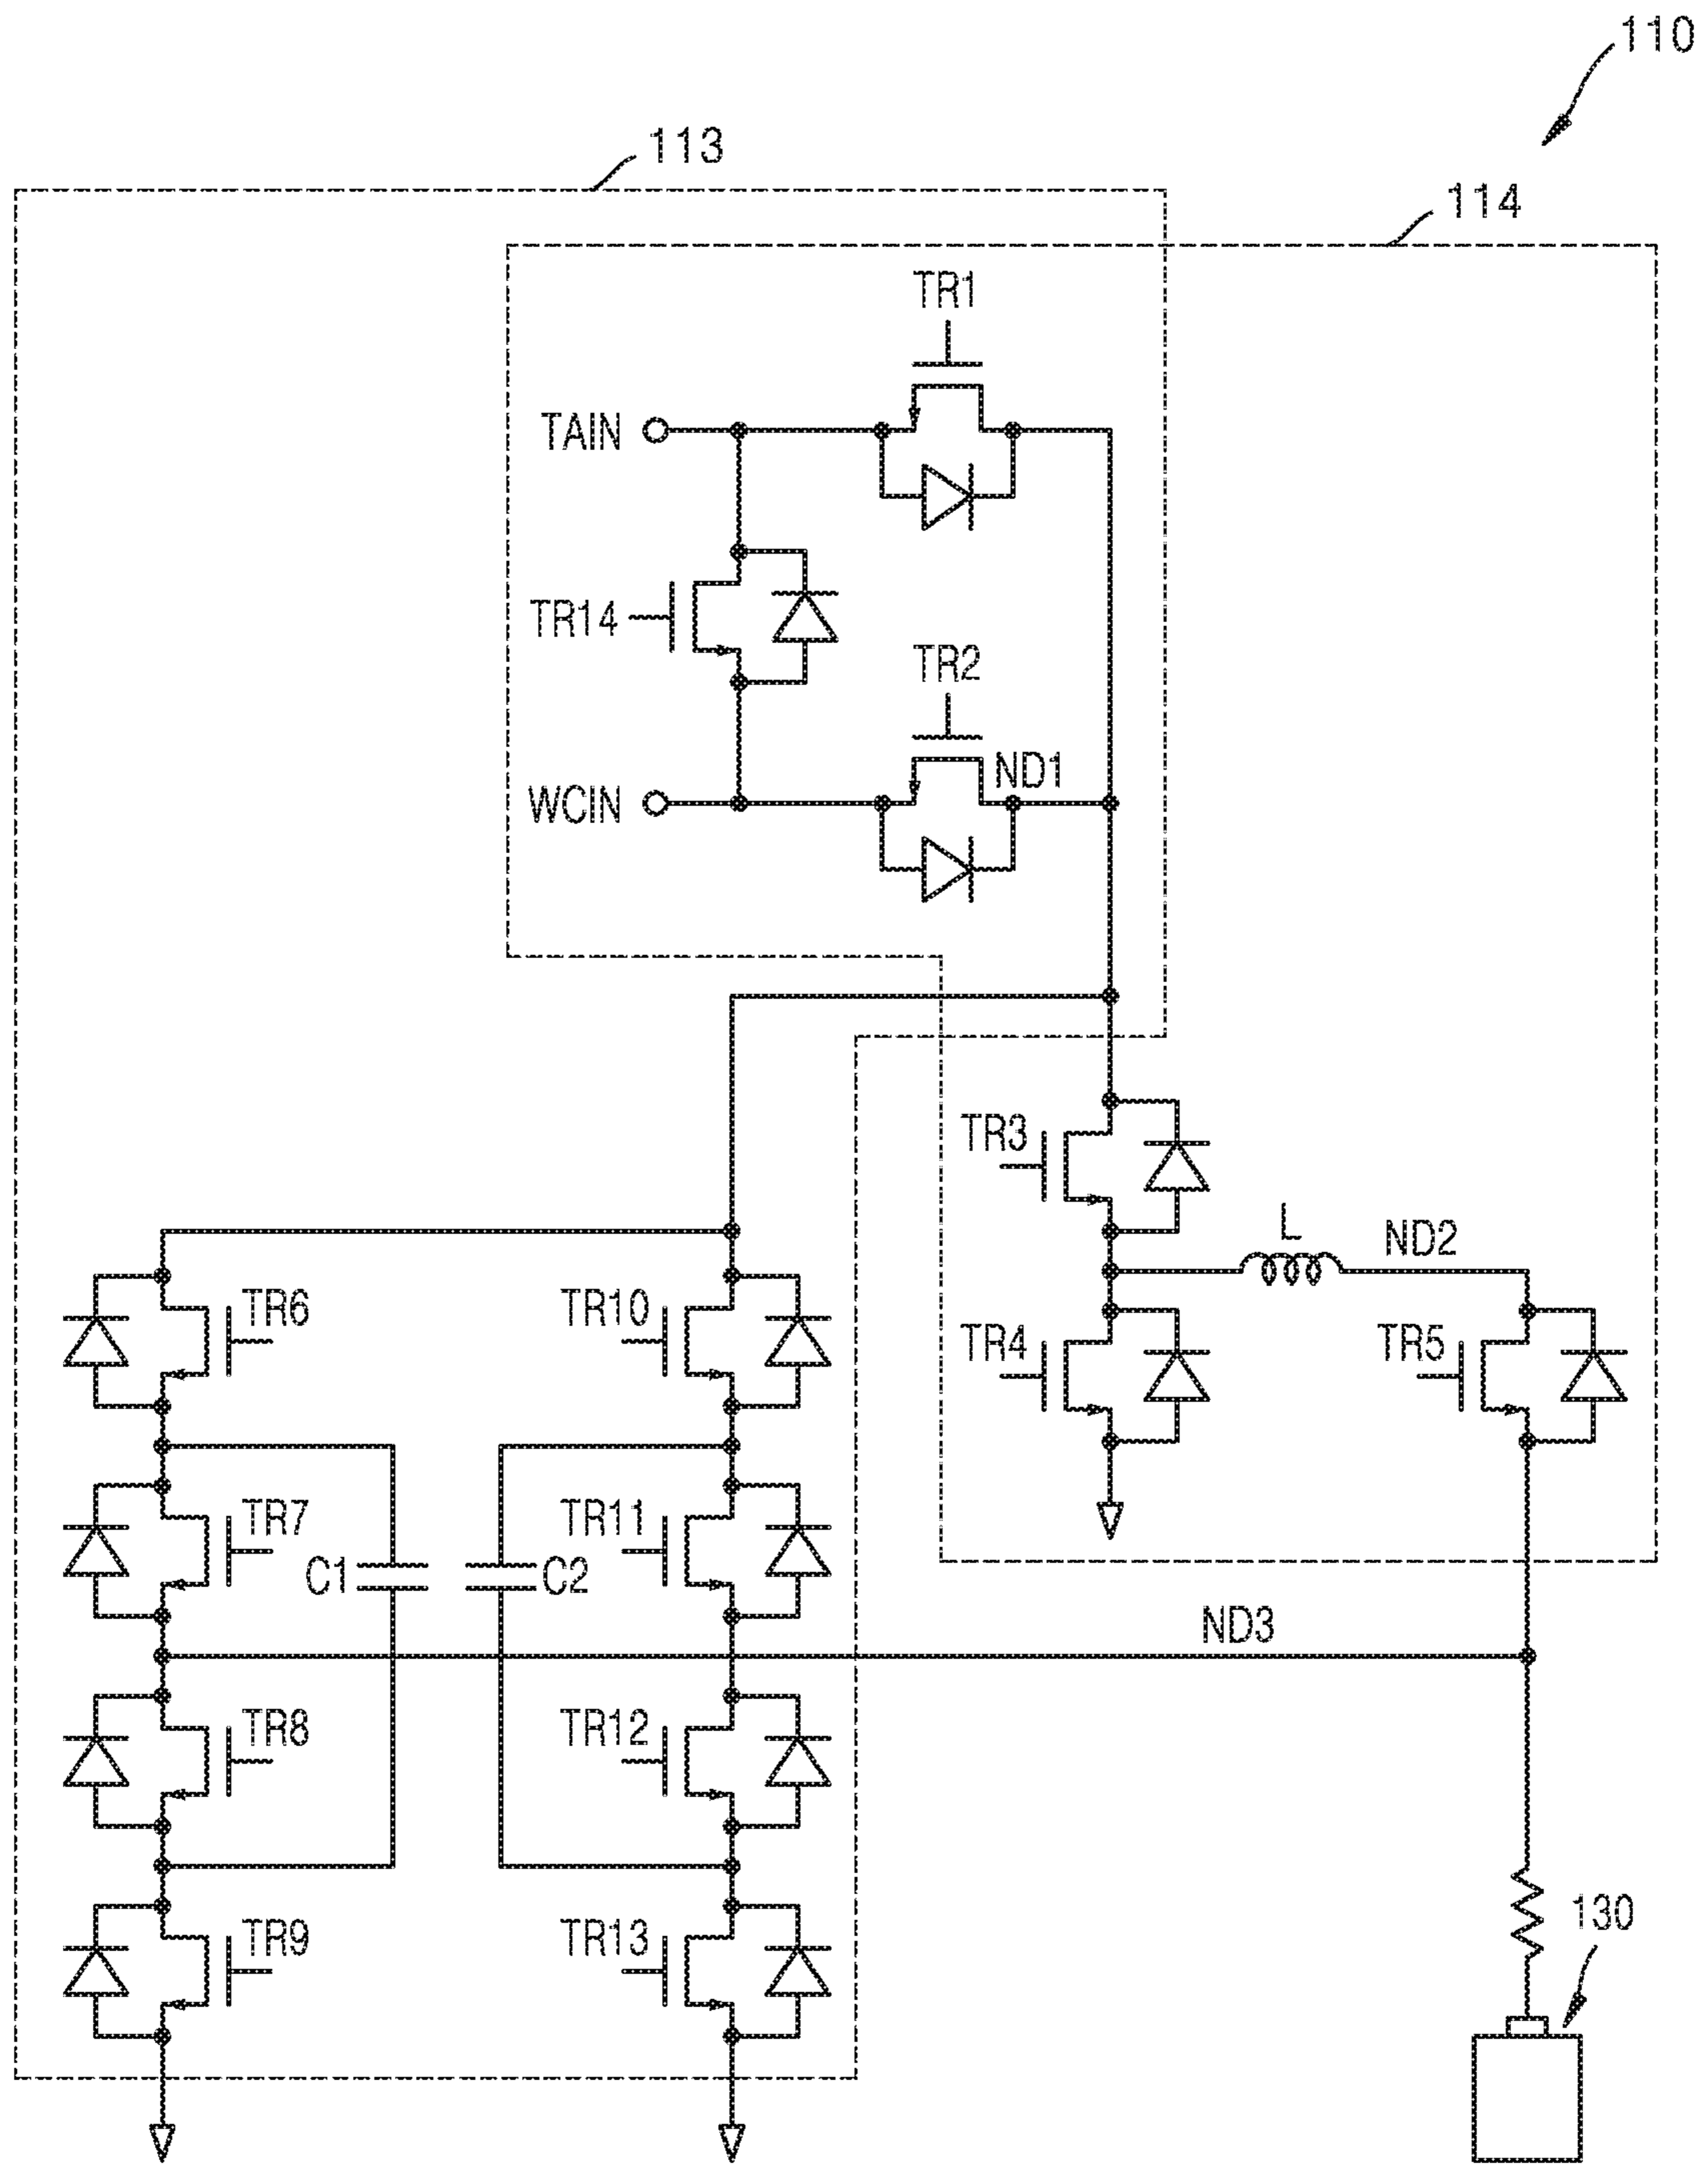 110
113
114
TR1
TAIN
TR14
TR2
ND1
WCIN
TR3
L
ND2
TR6
TR10
TR4
TR5
TR7
TR11
C1
C2
ND3
TR8
TR12
TR9
TR13
130